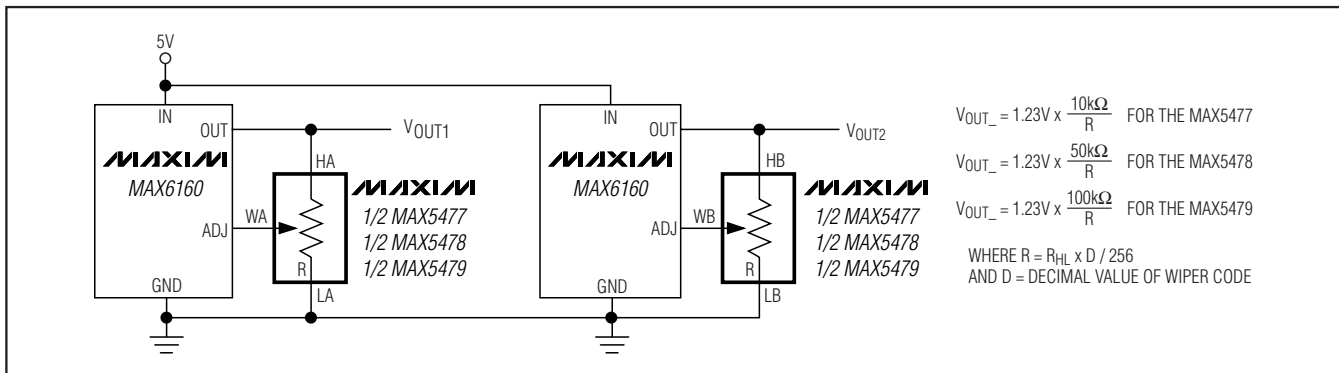 5V
IN
OUT
VOUT1
HA
MAXIM
MAX6160
MAXIM
1/2 MAX5477
1/2 MAX5478
1/2 MAX5479
WA
ADJ
R
GND
LA
IN
OUT
VOUT2
HB
MAXIM
MAX6160
MAXIM
1/2 MAX5477
1/2 MAX5478
1/2 MAX5479
WB
ADJ
R
GND
LB
VOUT_ = 1.23V x 10kΩ / R FOR THE MAX5477
VOUT_ = 1.23V x 50kΩ / R FOR THE MAX5478
VOUT_ = 1.23V x 100kΩ / R FOR THE MAX5479
WHERE R = RHL x D / 256
AND D = DECIMAL VALUE OF WIPER CODE